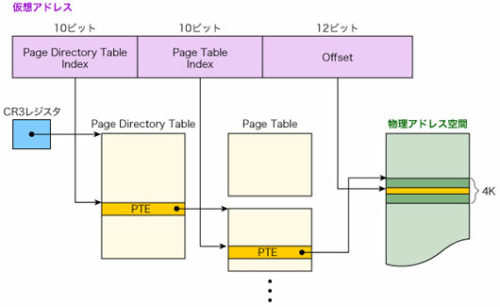 仮想アドレス
10ビット
10ビット
12ビット
Page Directory Table
Index
Page Table
Index
Offset
CR3レジスタ
Page Directory Table
Page Table
物理アドレス空間
4K
PTE
PTE